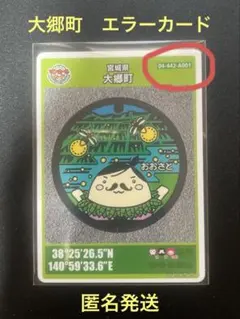 大郷町　エラーカード
宮城県
大郷町
04-442-A001
おおさと
38°25'26.5"N
140°59'33.6"E
匿名発送